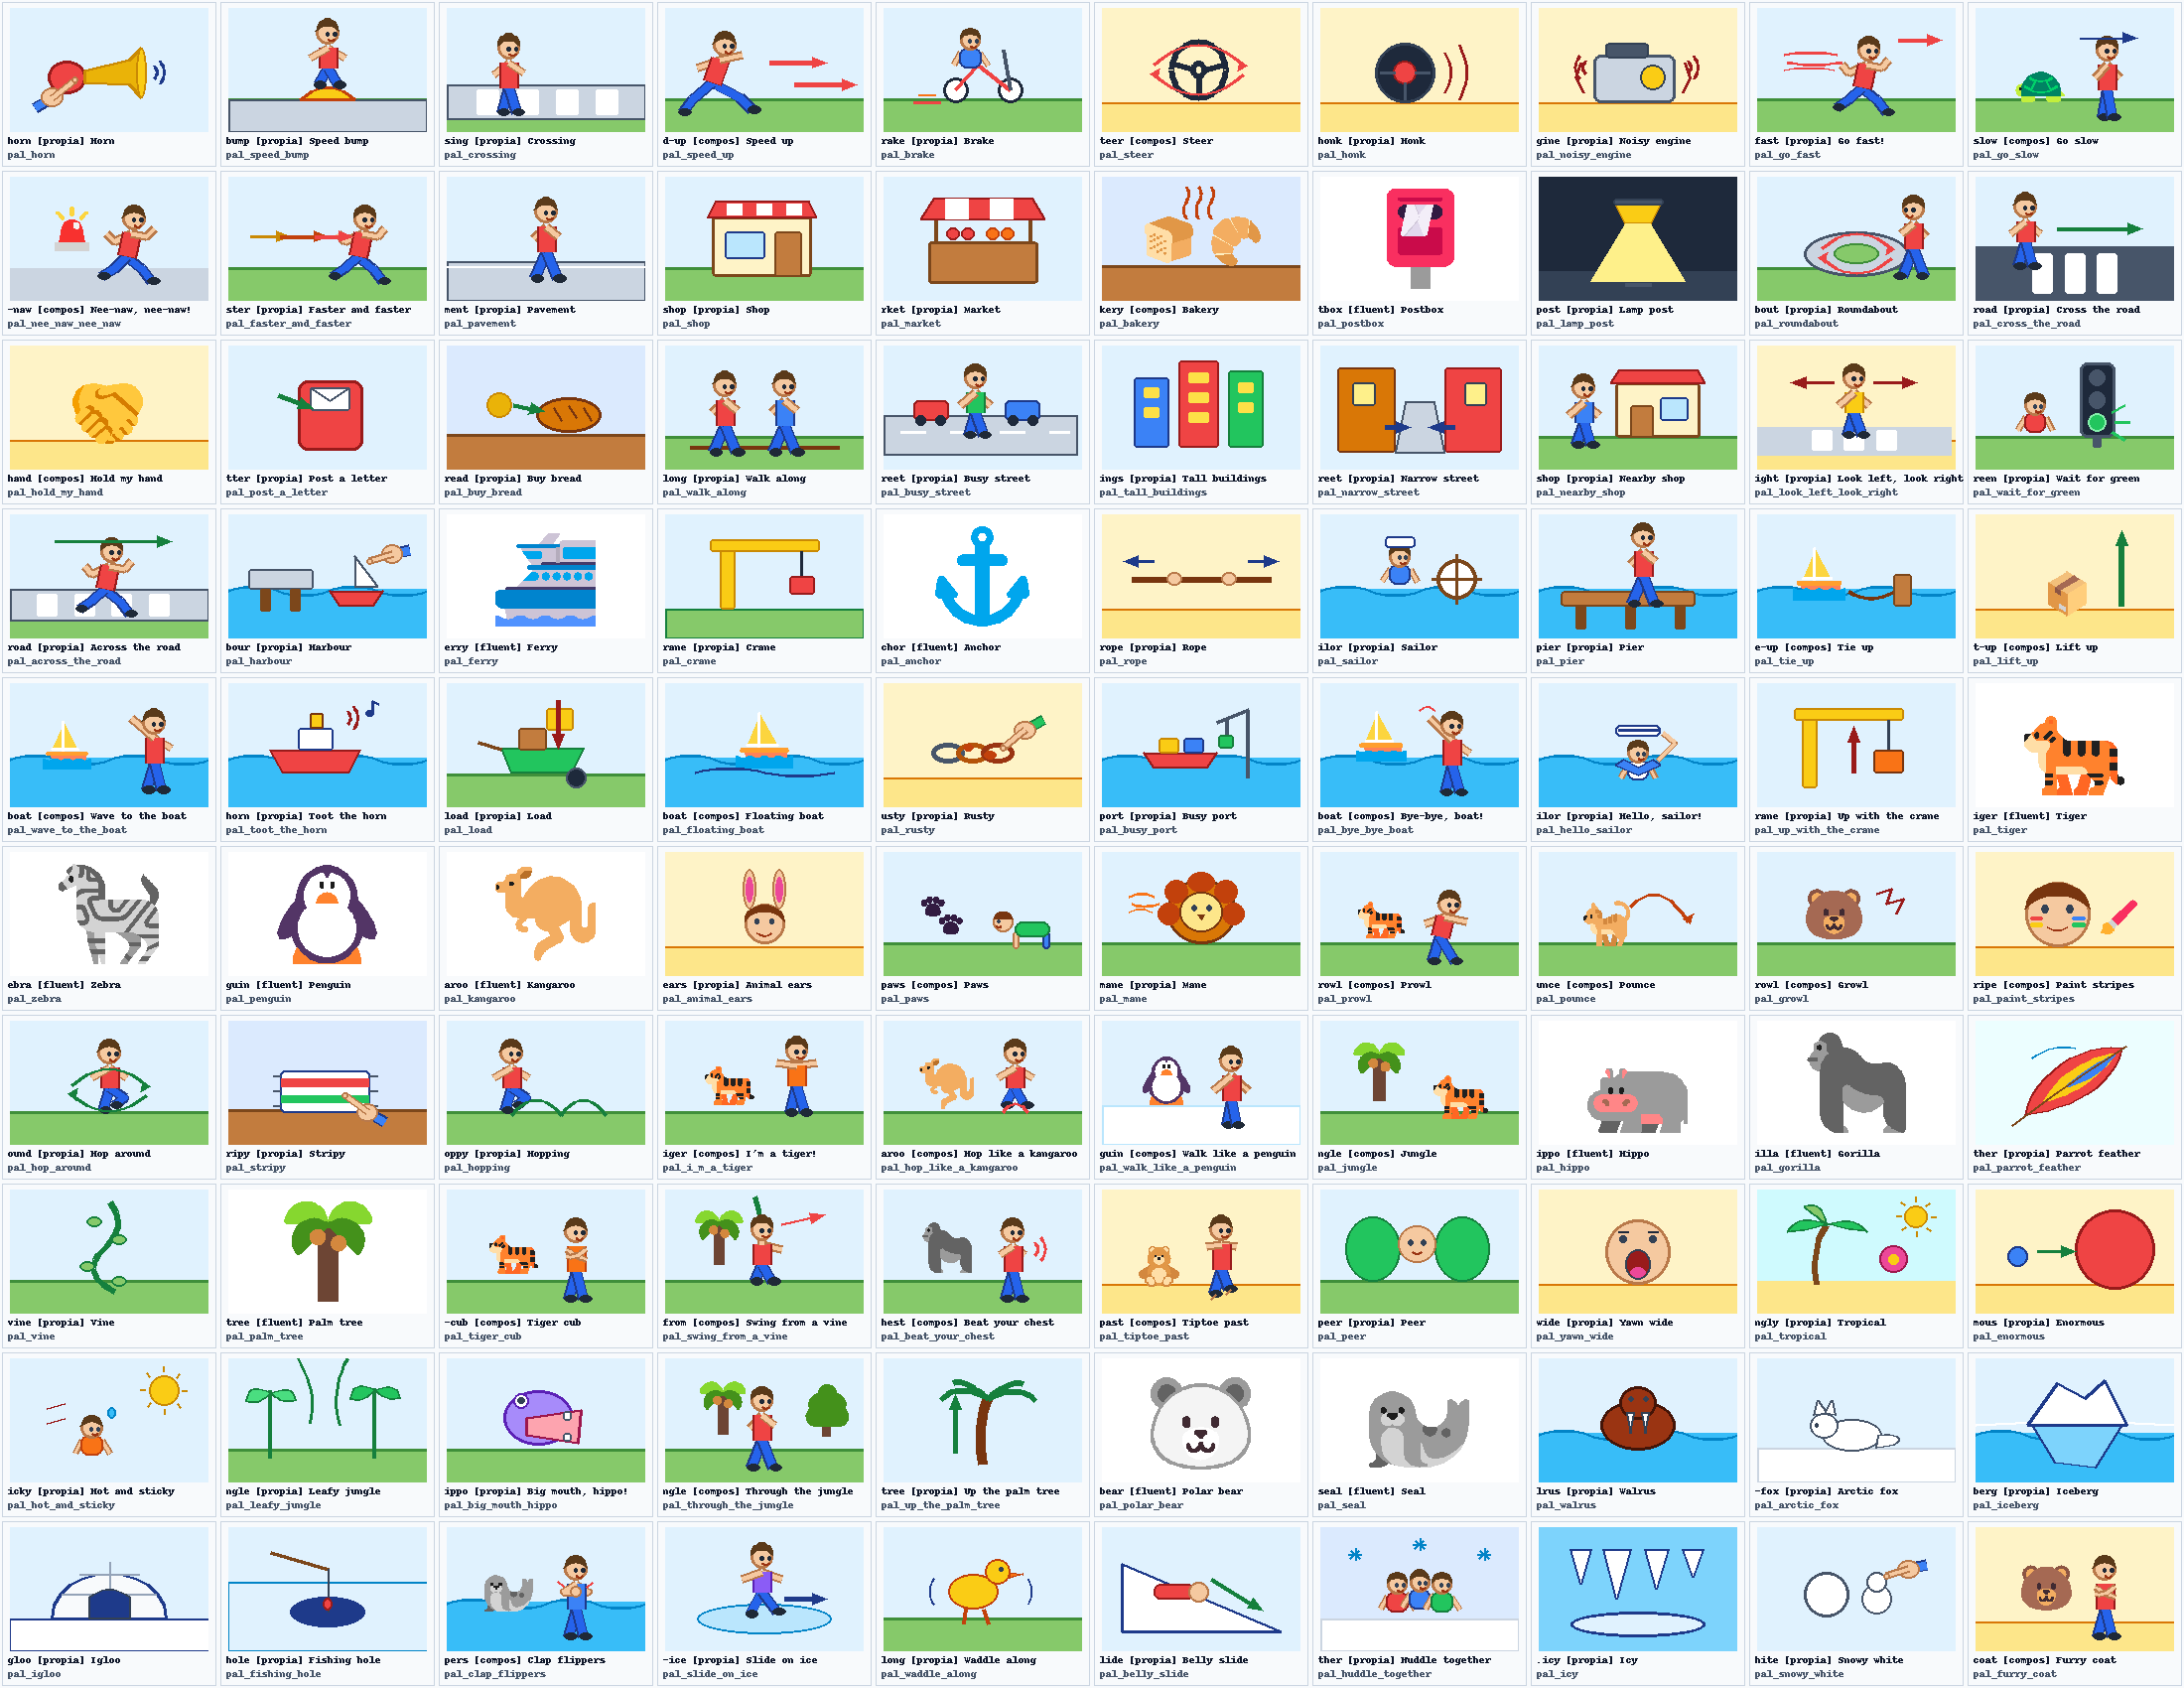 horn [propia] Horn
pal_horn
bump [propia] Speed bump
pal_speed_bump
sing [propia] Crossing
pal_crossing
d-up [compos] Speed up
pal_speed_up
rake [propia] Brake
pal_brake
teer [compos] Steer
pal_steer
honk [propia] Honk
pal_honk
gine [propia] Noisy engine
pal_noisy_engine
fast [propia] Go fast!
pal_go_fast
slow [compos] Go slow
pal_go_slow
-naw [compos] Nee-naw, nee-naw!
pal_nee_naw_nee_naw
ster [propia] Faster and faster
pal_faster_and_faster
ment [propia] Pavement
pal_pavement
shop [propia] Shop
pal_shop
rket [propia] Market
pal_market
kery [compos] Bakery
pal_bakery
tbox [fluent] Postbox
pal_postbox
post [propia] Lamp post
pal_lamp_post
bout [propia] Roundabout
pal_roundabout
road [propia] Cross the road
pal_cross_the_road
hand [compos] Hold my hand
pal_hold_my_hand
tter [propia] Post a letter
pal_post_a_letter
read [propia] Buy bread
pal_buy_bread
long [propia] Walk along
pal_walk_along
reet [propia] Busy street
pal_busy_street
ings [propia] Tall buildings
pal_tall_buildings
reet [propia] Narrow street
pal_narrow_street
shop [propia] Nearby shop
pal_nearby_shop
ight [propia] Look left, look right
pal_look_left_look_right
reen [propia] Wait for green
pal_wait_for_green
road [propia] Across the road
pal_across_the_road
bour [propia] Harbour
pal_harbour
erry [fluent] Ferry
pal_ferry
rane [propia] Crane
pal_crane
chor [fluent] Anchor
pal_anchor
rope [propia] Rope
pal_rope
ilor [propia] Sailor
pal_sailor
pier [propia] Pier
pal_pier
e-up [compos] Tie up
pal_tie_up
t-up [compos] Lift up
pal_lift_up
boat [compos] Wave to the boat
pal_wave_to_the_boat
horn [propia] Toot the horn
pal_toot_the_horn
load [propia] Load
pal_load
boat [compos] Floating boat
pal_floating_boat
usty [propia] Rusty
pal_rusty
port [propia] Busy port
pal_busy_port
boat [compos] Bye-bye, boat!
pal_bye_bye_boat
ilor [propia] Hello, sailor!
pal_hello_sailor
rane [propia] Up with the crane
pal_up_with_the_crane
iger [fluent] Tiger
pal_tiger
ebra [fluent] Zebra
pal_zebra
guin [fluent] Penguin
pal_penguin
aroo [fluent] Kangaroo
pal_kangaroo
ears [propia] Animal ears
pal_animal_ears
paws [compos] Paws
pal_paws
mane [propia] Mane
pal_mane
rowl [compos] Prowl
pal_prowl
unce [compos] Pounce
pal_pounce
rowl [compos] Growl
pal_growl
ripe [compos] Paint stripes
pal_paint_stripes
ound [propia] Hop around
pal_hop_around
ripy [propia] Stripy
pal_stripy
oppy [propia] Hopping
pal_hopping
iger [compos] I'm a tiger!
pal_i_m_a_tiger
aroo [compos] Hop like a kangaroo
pal_hop_like_a_kangaroo
guin [compos] Walk like a penguin
pal_walk_like_a_penguin
ngle [compos] Jungle
pal_jungle
ippo [fluent] Hippo
pal_hippo
illa [fluent] Gorilla
pal_gorilla
ther [propia] Parrot feather
pal_parrot_feather
vine [propia] Vine
pal_vine
tree [fluent] Palm tree
pal_palm_tree
-cub [compos] Tiger cub
pal_tiger_cub
from [compos] Swing from a vine
pal_swing_from_a_vine
hest [compos] Beat your chest
pal_beat_your_chest
past [compos] Tiptoe past
pal_tiptoe_past
peer [propia] Peer
pal_peer
wide [propia] Yawn wide
pal_yawn_wide
ngly [propia] Tropical
pal_tropical
mous [propia] Enormous
pal_enormous
icky [propia] Hot and sticky
pal_hot_and_sticky
ngle [propia] Leafy jungle
pal_leafy_jungle
ippo [propia] Big mouth, hippo!
pal_big_mouth_hippo
ngle [compos] Through the jungle
pal_through_the_jungle
tree [propia] Up the palm tree
pal_up_the_palm_tree
bear [fluent] Polar bear
pal_polar_bear
seal [fluent] Seal
pal_seal
lrus [propia] Walrus
pal_walrus
-fox [propia] Arctic fox
pal_arctic_fox
berg [propia] Iceberg
pal_iceberg
gloo [propia] Igloo
pal_igloo
hole [propia] Fishing hole
pal_fishing_hole
pers [compos] Clap flippers
pal_clap_flippers
-ice [propia] Slide on ice
pal_slide_on_ice
long [propia] Waddle along
pal_waddle_along
lide [propia] Belly slide
pal_belly_slide
ther [propia] Huddle together
pal_huddle_together
.icy [propia] Icy
pal_icy
hite [propia] Snowy white
pal_snowy_white
coat [compos] Furry coat
pal_furry_coat